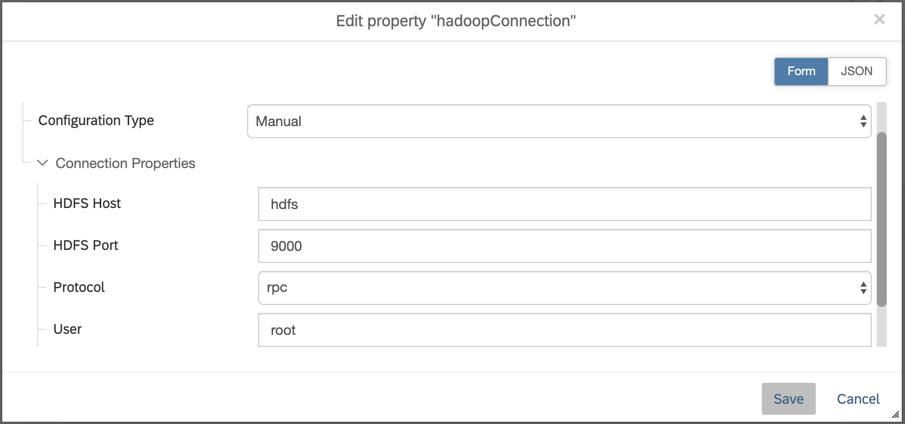 Edit property "hadoopConnection"
×
Form JSON
Configuration Type Manual
Connection Properties
HDFS Host hdfs
HDFS Port 9000
Protocol rpc
User root
Save Cancel